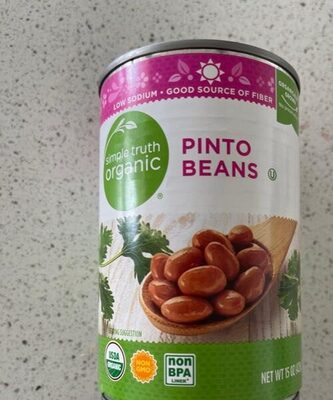 LOW SODIUM • GOOD SOURCE OF FIBER
simple truth
organic
®
PINTO
BEANS
U
SUGGESTION
USDA
ORGANIC
NON
GMO
non
BPA
LINER
NET WT 15 OZ